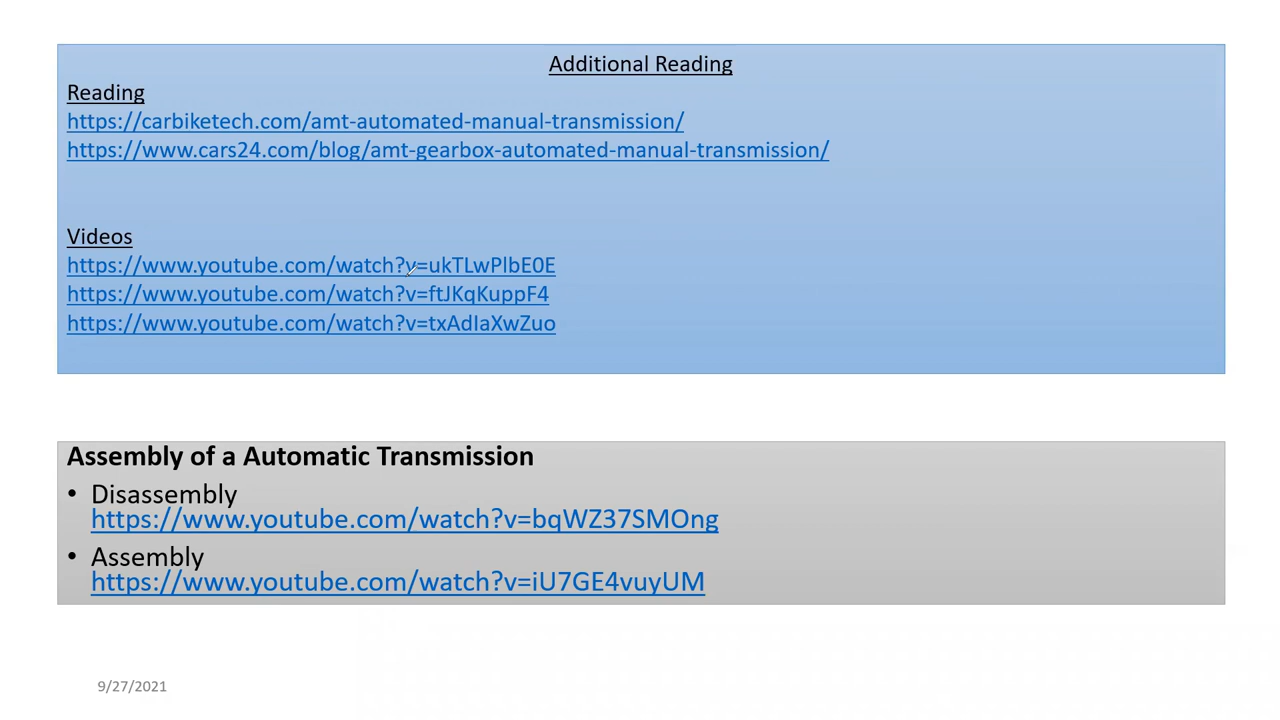 Additional Reading
Reading
https://carbiketech.com/amt-automated-manual-transmission/
https://www.cars24.com/blog/amt-gearbox-automated-manual-transmission/
Videos
https://www.youtube.com/watch?v=ukTLwPlbE0E
https://www.youtube.com/watch?v=ftJKqKuppF4
https://www.youtube.com/watch?v=txAdIaXwZuo
Assembly of a Automatic Transmission
• Disassembly
https://www.youtube.com/watch?v=bqWZ37SMOng
• Assembly
https://www.youtube.com/watch?v=iU7GE4vuyUM
9/27/2021